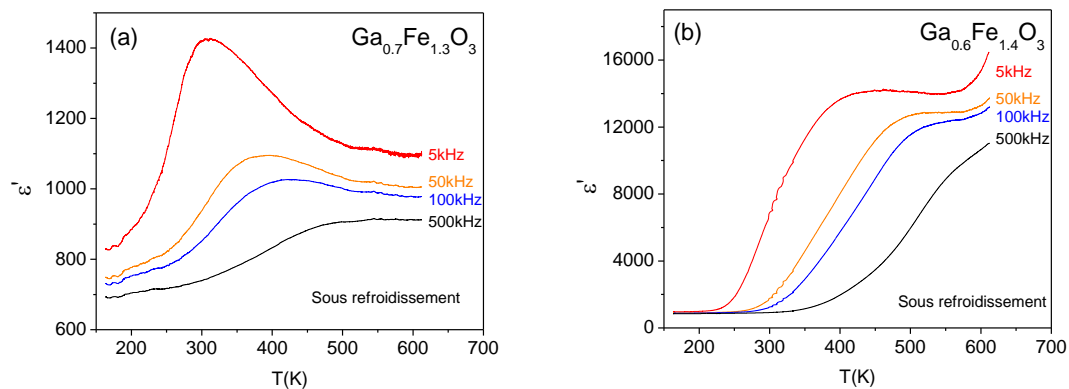 (a)
Ga0.7Fe1.3O3
1400
1200
1000
800
600
ε'
5kHz
50kHz
100kHz
500kHz
Sous refroidissement
200 300 400 500 600 700
T(K)
(b)
Ga0.6Fe1.4O3
16000
12000
8000
4000
0
ε'
5kHz
50kHz
100kHz
500kHz
Sous refroidissement
200 300 400 500 600 700
T(K)